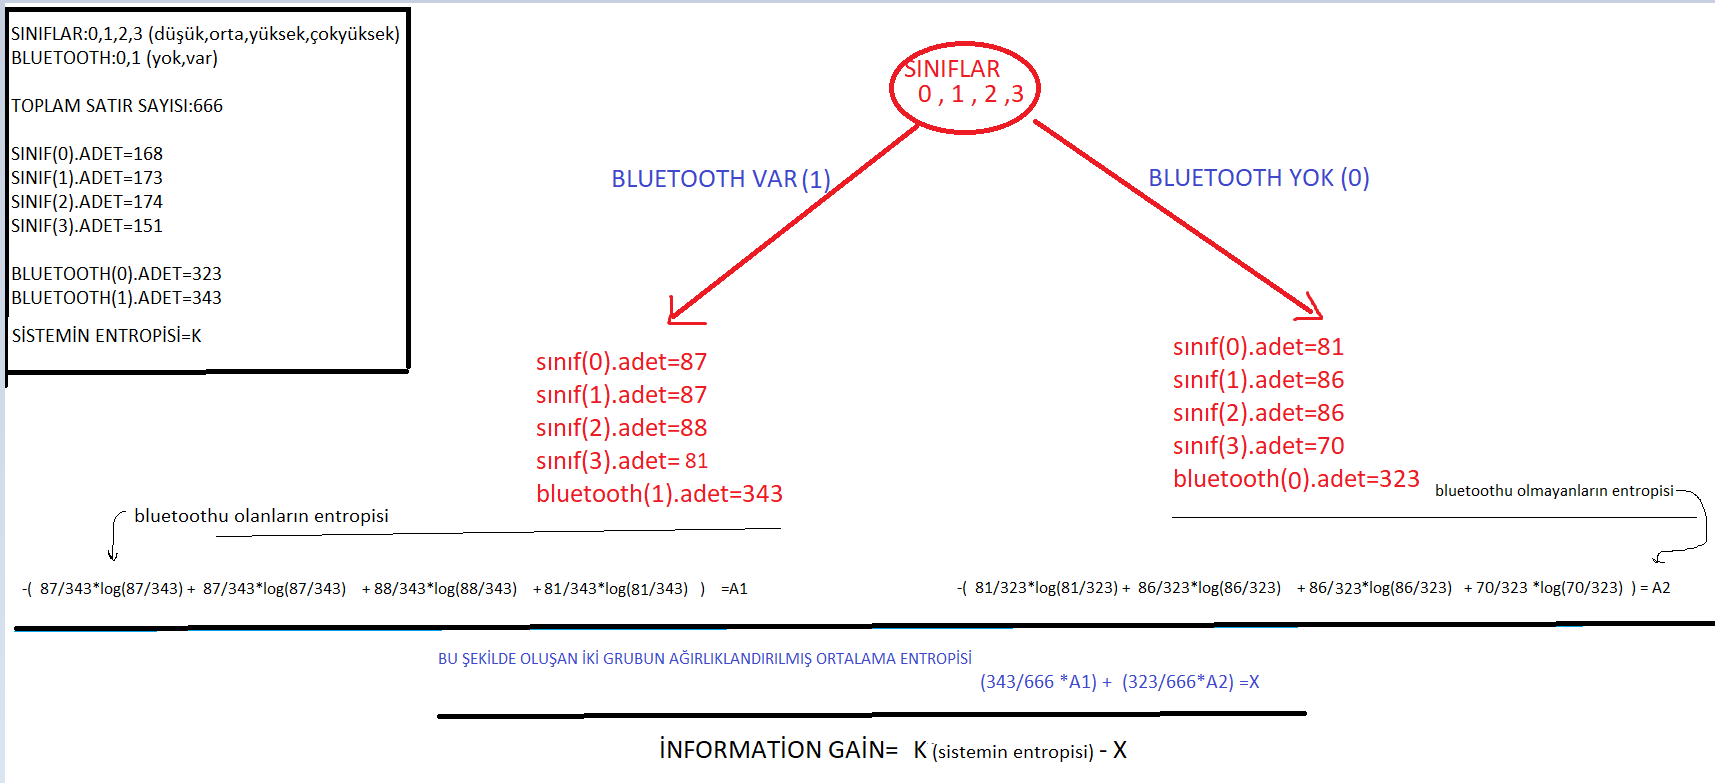 SINIFLAR:0,1,2,3 (düşük,orta,yüksek,çokyüksek)
BLUETOOTH:0,1 (yok,var)
TOPLAM SATIR SAYISI:666
SINIF(0).ADET=168
SINIF(1).ADET=173
SINIF(2).ADET=174
SINIF(3).ADET=151
BLUETOOTH(0).ADET=323
BLUETOOTH(1).ADET=343
SİSTEMİN ENTROPİSİ=K
SINIFLAR
0 , 1 , 2 ,3
BLUETOOTH VAR (1)
BLUETOOTH YOK (0)
sınıf(0).adet=87
sınıf(1).adet=87
sınıf(2).adet=88
sınıf(3).adet= 81
bluetooth(1).adet=343
sınıf(0).adet=81
sınıf(1).adet=86
sınıf(2).adet=86
sınıf(3).adet=70
bluetooth(0).adet=323
bluetoothu olanların entropisi
bluetoothu olmayanların entropisi
-( 87/343*log(87/343) + 87/343*log(87/343) + 88/343*log(88/343) + 81/343*log(81/343) ) =A1
-( 81/323*log(81/323) + 86/323*log(86/323) + 86/323*log(86/323) + 70/323 *log(70/323) ) = A2
BU ŞEKİLDE OLUŞAN İKİ GRUBUN AĞIRLIKLANDIRILMIŞ ORTALAMA ENTROPİSİ
(343/666 *A1) + (323/666*A2) =X
İNFORMATİON GAİN= K (sistemin entropisi) - X